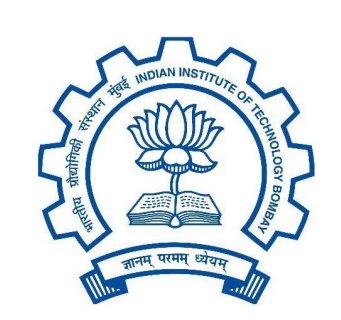 भारतीय प्रौद्योगिकी संस्थान मुंबई
INDIAN INSTITUTE OF TECHNOLOGY BOMBAY
ज्ञानम् परमम् ध्येयम्